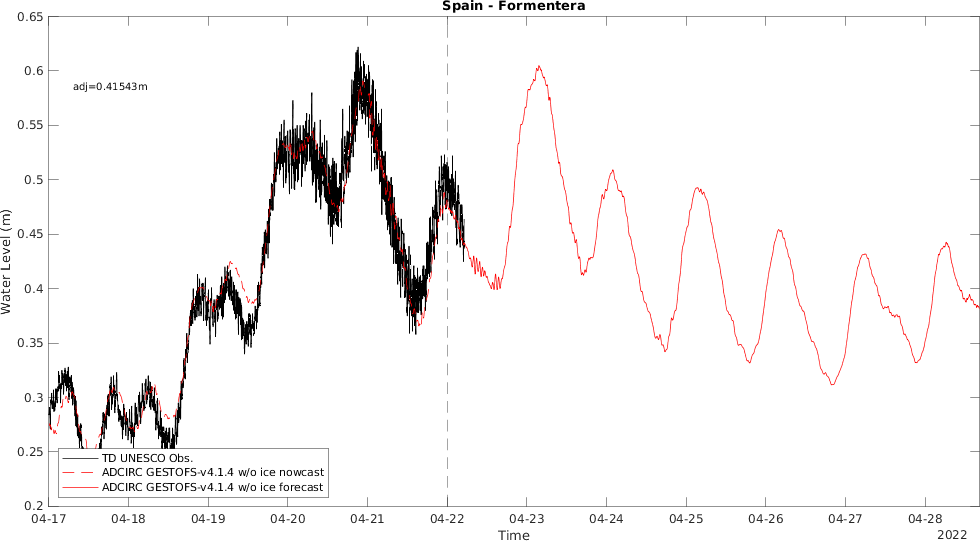 Spain - Formentera
0.65
0.6
0.55
0.5
0.45
0.4
0.35
0.3
0.25
0.2
Water Level (m)
adj=0.41543m
TD UNESCO Obs.
ADCIRC GESTOFS-v4.1.4 w/o ice nowcast
ADCIRC GESTOFS-v4.1.4 w/o ice forecast
04-17 04-18 04-19 04-20 04-21 04-22 04-23 04-24 04-25 04-26 04-27 04-28
Time
2022